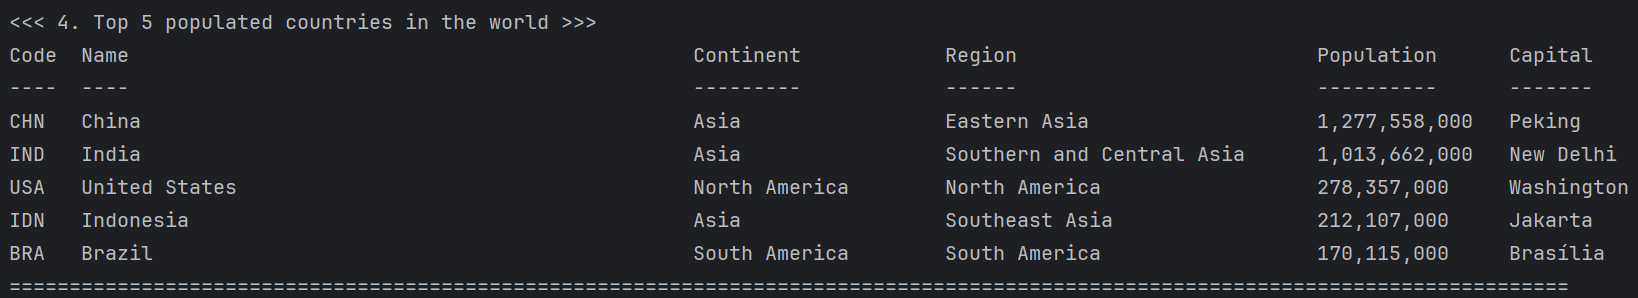 <<< 4. Top 5 populated countries in the world >>>
Code  Name                                               Continent            Region                         Population      Capital
----  ----                                               ---------            ------                         ----------      -------
CHN   China                                              Asia                 Eastern Asia                   1,277,558,000   Peking
IND   India                                              Asia                 Southern and Central Asia      1,013,662,000   New Delhi
USA   United States                                      North America        North America                  278,357,000     Washington
IDN   Indonesia                                          Asia                 Southeast Asia                 212,107,000     Jakarta
BRA   Brazil                                             South America        South America                  170,115,000     Brasília
==================================================================================================================================